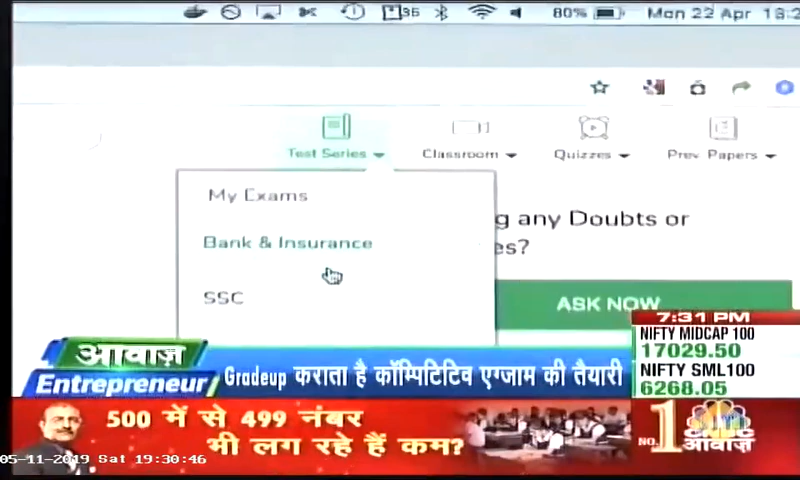 35 80% Mon 22 Apr
Test Series Classroom Quizzes Prev Papers
My Exams
Bank & Insurance
SSC
g any Doubts or
es?
ASK NOW
7:31 PM
NIFTY MIDCAP 100
17029.50
NIFTY SML100
6268.05
आवाज़
Entrepreneur
Gradeup कराता है कॉम्पिटिटिव एग्जाम की तैयारी
500 में से 499 नंबर
भी लग रहे हैं कम?
NO. 1
CNBC
आवाज़
05-11-2019 Sat 19:30:46